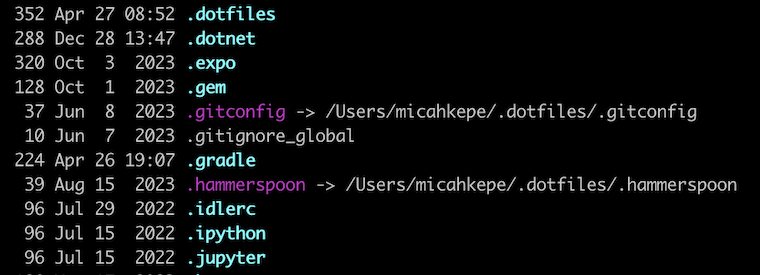 352 Apr 27 08:52 .dotfiles
288 Dec 28 13:47 .dotnet
320 Oct  3  2023 .expo
128 Oct  1  2023 .gem
 37 Jun  8  2023 .gitconfig -> /Users/micahkepe/.dotfiles/.gitconfig
 10 Jun  7  2023 .gitignore_global
224 Apr 26 19:07 .gradle
 39 Aug 15  2023 .hammerspoon -> /Users/micahkepe/.dotfiles/.hammerspoon
 96 Jul 29  2022 .idlerc
 96 Jul 15  2022 .ipython
 96 Jul 15  2022 .jupyter